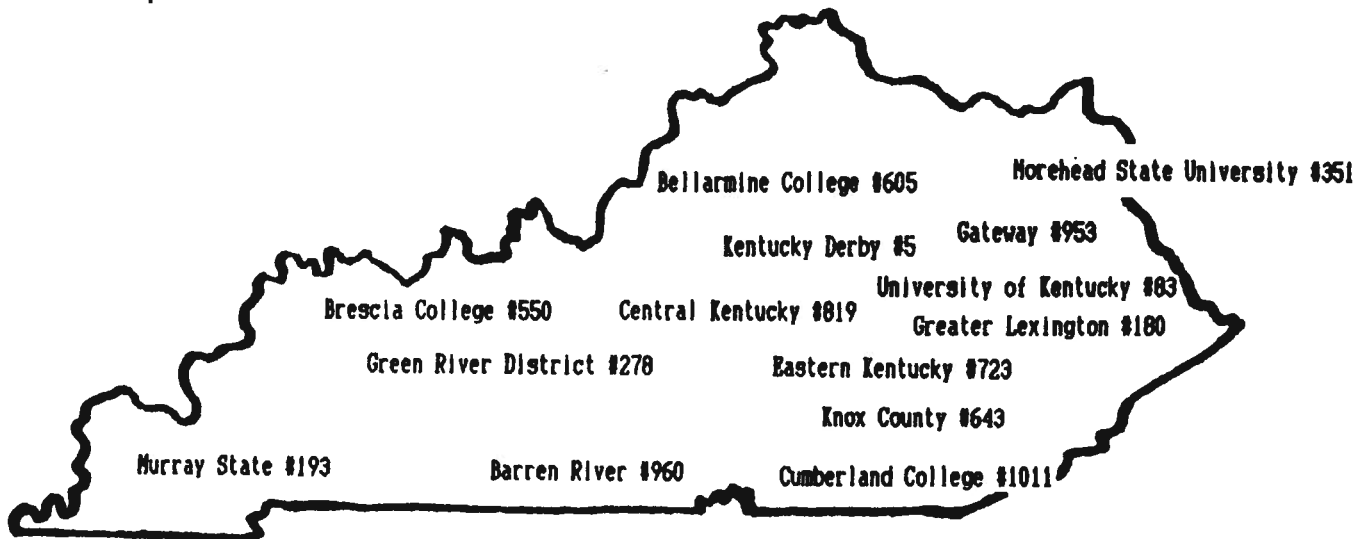 Bellarmine College #605
Morehead State University #351
Kentucky Derby #5
Gateway #953
University of Kentucky #83
Brescia College #550
Central Kentucky #819
Greater Lexington #180
Green River District #278
Eastern Kentucky #723
Knox County #643
Murray State #193
Barren River #960
Cumberland College #1011